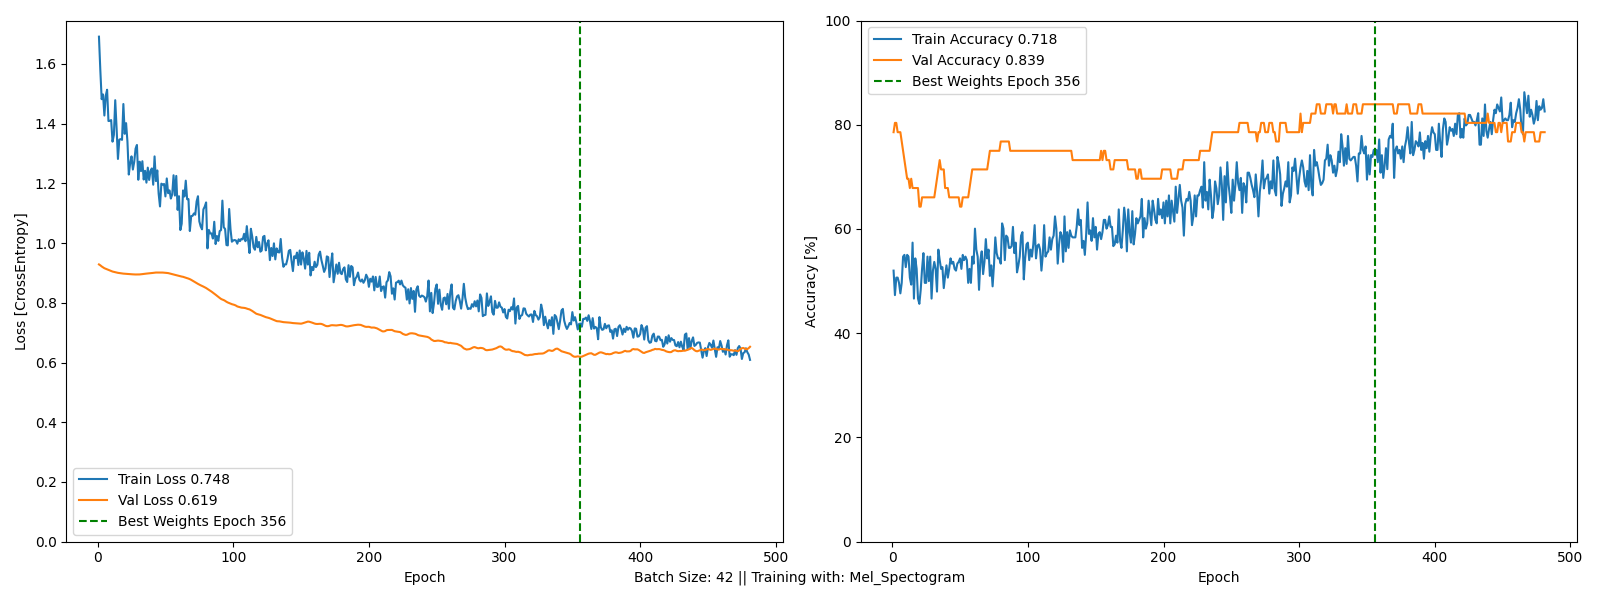 1.6
1.4
1.2
1.0
0.8
0.6
0.4
0.2
0.0
Loss [CrossEntropy]
Train Loss 0.748
Val Loss 0.619
Best Weights Epoch 356
0 100 200 300 400 500
Epoch
100
80
60
40
20
0
Accuracy [%]
Train Accuracy 0.718
Val Accuracy 0.839
Best Weights Epoch 356
0 100 200 300 400 500
Epoch
Batch Size: 42 || Training with: Mel_Spectogram